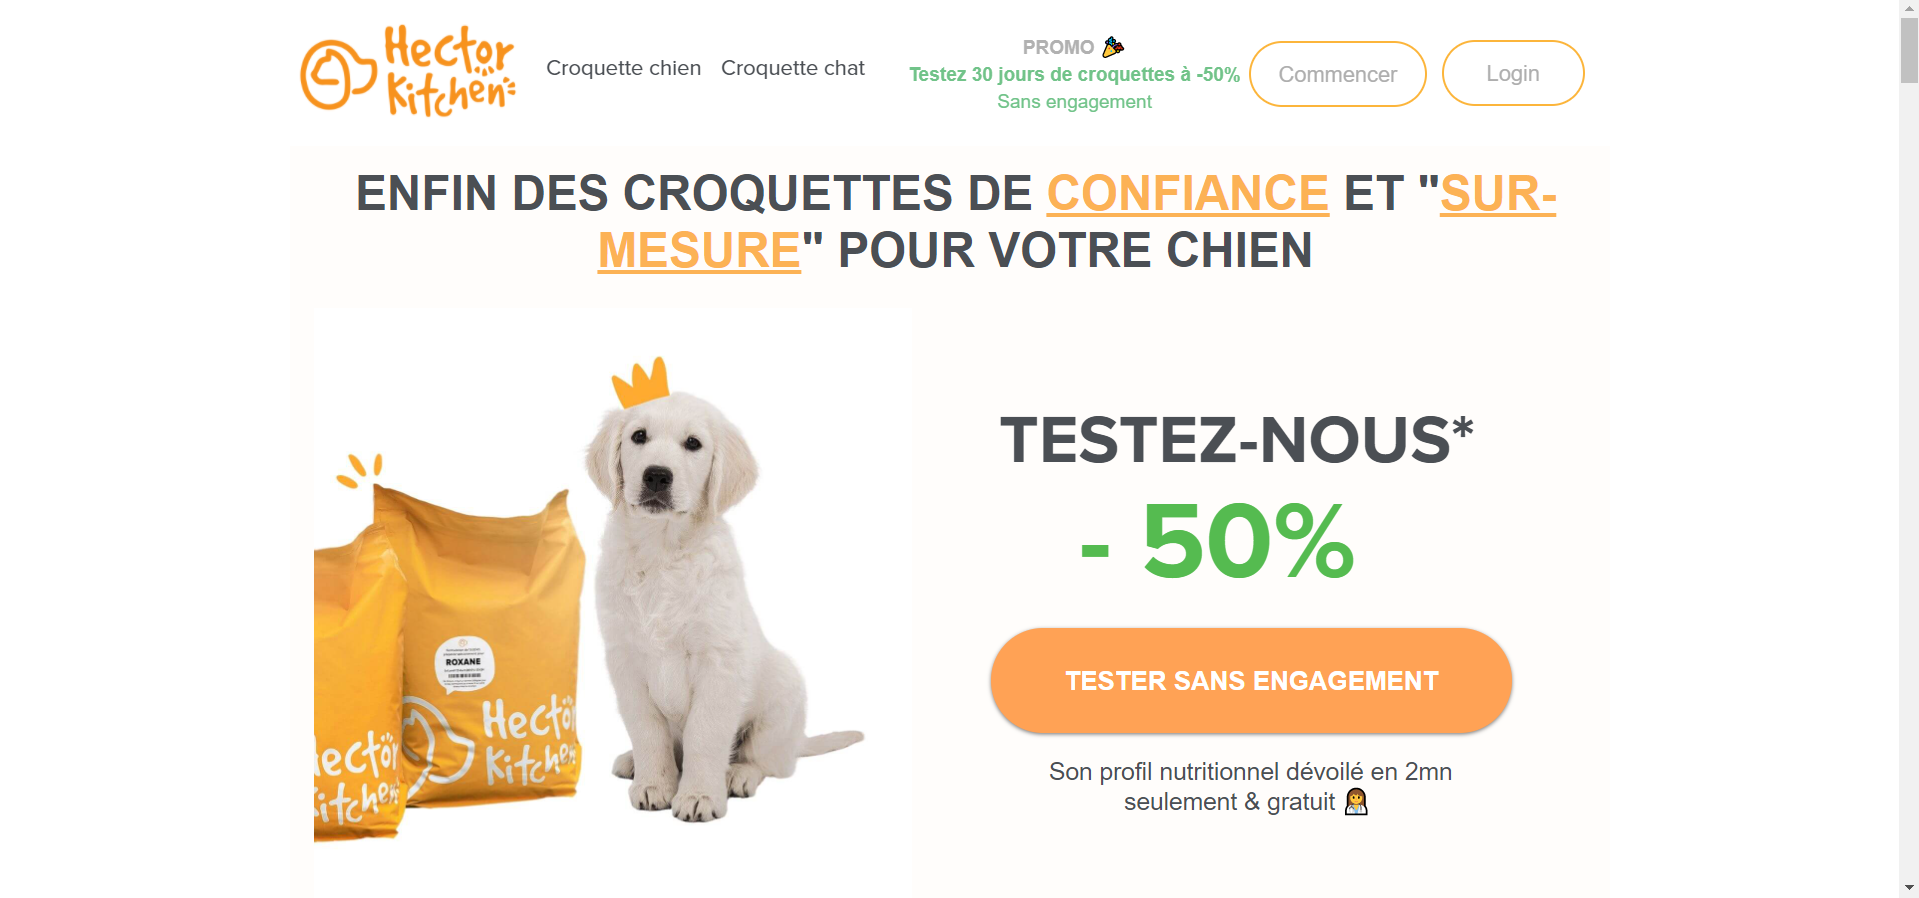 Hector
Kitchen
Croquette chien
Croquette chat
PROMO 🎉
Testez 30 jours de croquettes à -50%
Sans engagement
Commencer
Login
ENFIN DES CROQUETTES DE CONFIANCE ET "SUR-
MESURE" POUR VOTRE CHIEN
ROXANE
Hector
Kitchen
Hector
Kitchen
TESTEZ-NOUS*
- 50%
TESTER SANS ENGAGEMENT
Son profil nutritionnel dévoilé en 2mn
seulement & gratuit 👩‍⚕️